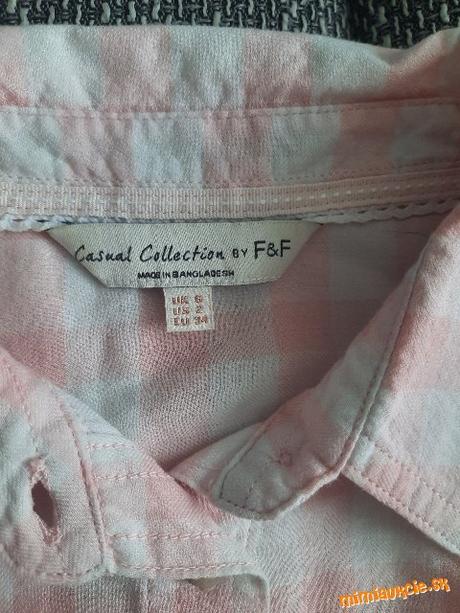 Casual Collection BY F&F
MADE IN BANGLADESH
UK 6
US 2
EU 34
mimiaukcie.sk